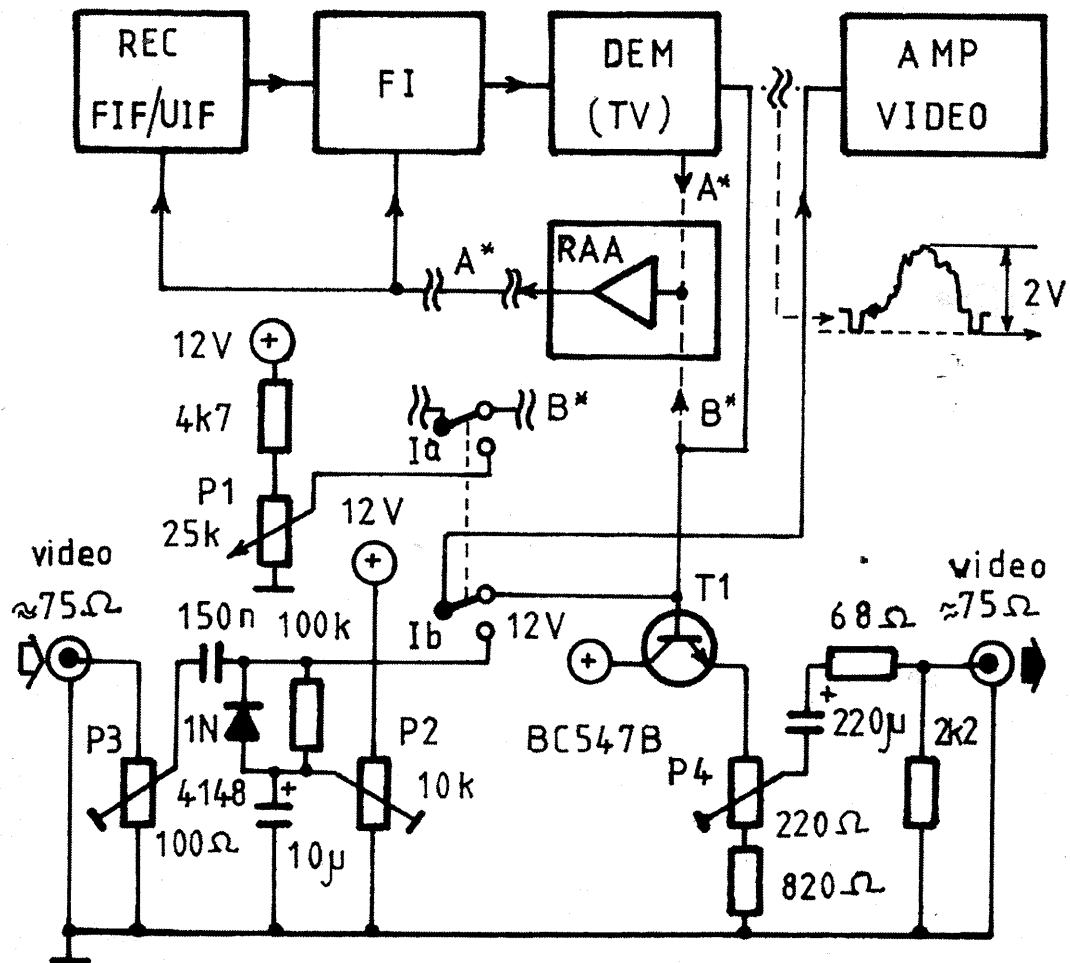 REC
FIF/UIF
FI
DEM
(TV)
AMP
VIDEO
A*
RAA
A*
2V
12V
+
4k7
B*
B*
Ia
P1
25k
12V
+
video
≈75Ω
150n
100k
Ib
12V
+
T1
68Ω
video
≈75Ω
P3
1N
4148
P2
10k
BC547B
+
220µ
2k2
P4
100Ω
+
10µ
220Ω
820Ω